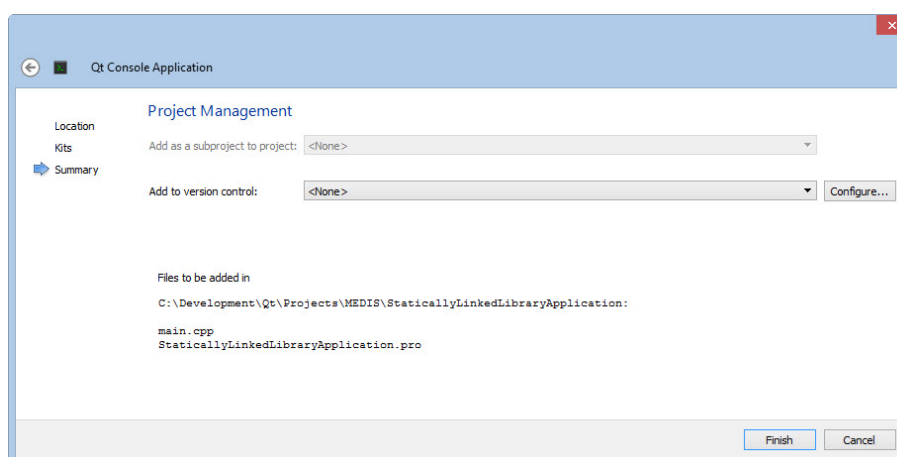 Qt Console Application
Location
Kits
Summary
Project Management
Add as a subproject to project: <None>
Add to version control: <None> Configure...
Files to be added in
C:\Development\Qt\Projects\MEDIS\StaticallyLinkedLibraryApplication:
main.cpp
StaticallyLinkedLibraryApplication.pro
Finish Cancel